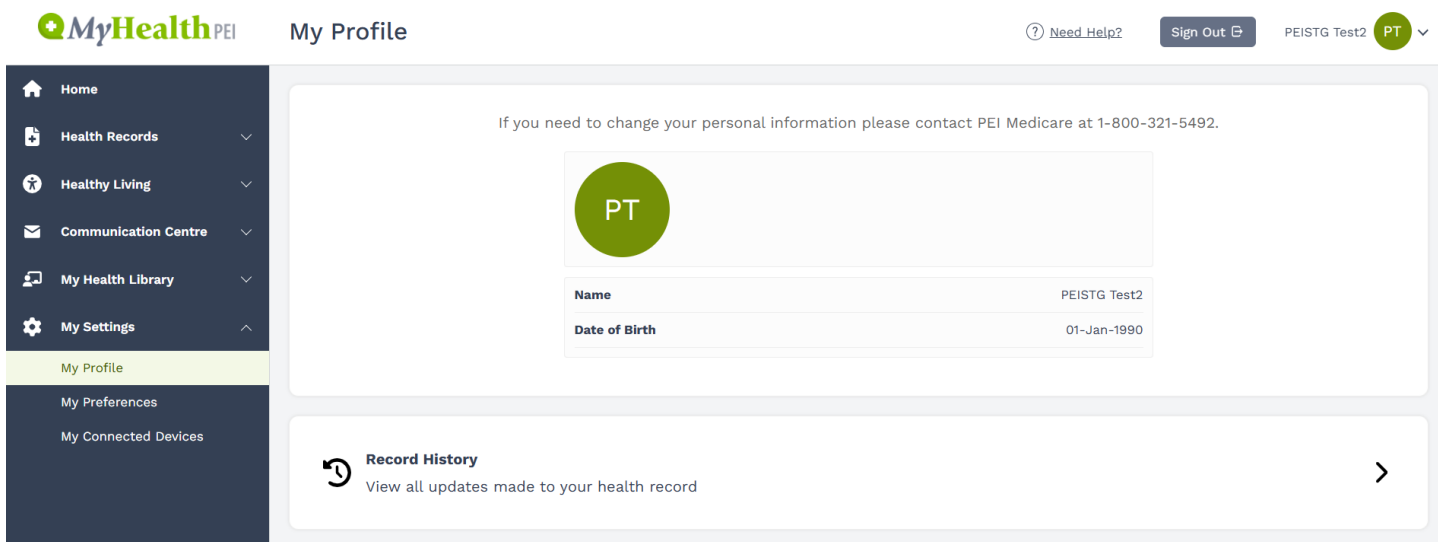 MyHealth PEI
My Profile
? Need Help?
Sign Out
PEISTG Test2
PT
Home
Health Records
Healthy Living
Communication Centre
My Health Library
My Settings
My Profile
My Preferences
My Connected Devices
If you need to change your personal information please contact PEI Medicare at 1-800-321-5492.
PT
Name PEISTG Test2
Date of Birth 01-Jan-1990
Record History
View all updates made to your health record